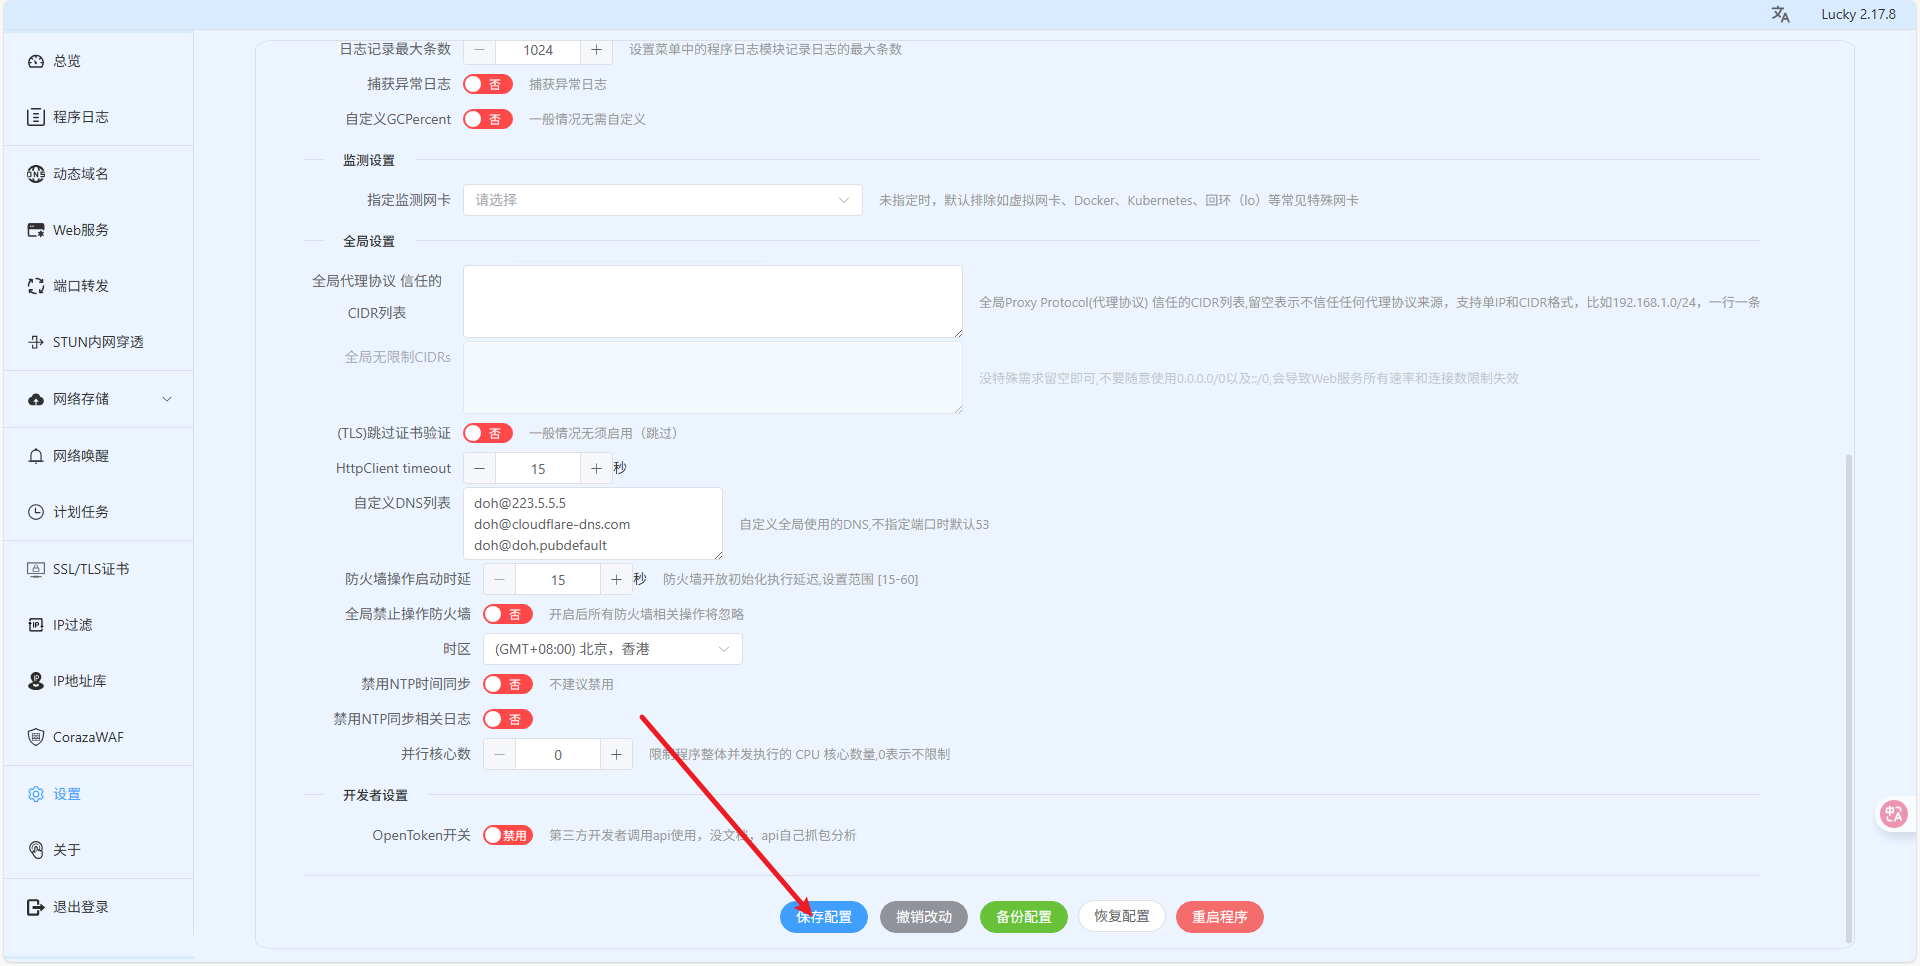 Lucky 2.17.8
总览
程序日志
动态域名
Web服务
端口转发
STUN内网穿透
网络存储
网络唤醒
计划任务
SSL/TLS证书
IP过滤
IP地址库
CorazaWAF
设置
关于
退出登录
日志记录最大条数 1024 设置菜单中的程序日志模块记录日志的最大条数
捕获异常日志 否 捕获异常日志
自定义GCPercent 否 一般情况无需自定义
监测设置
指定监测网卡 请选择 未指定时，默认排除如虚拟网卡、Docker、Kubernetes、回环（lo）等常见特殊网卡
全局设置
全局代理协议 信任的
CIDR列表
全局Proxy Protocol(代理协议) 信任的CIDR列表,留空表示不信任任何代理协议来源，支持单IP和CIDR格式，比如192.168.1.0/24，一行一条
全局无限制CIDRs
没特殊需求留空即可,不要随意使用0.0.0.0/0以及::/0,会导致Web服务所有速率和连接数限制失效
(TLS)跳过证书验证 否 一般情况无须启用（跳过）
HttpClient timeout 15 秒
自定义DNS列表
doh@223.5.5.5
doh@cloudflare-dns.com
doh@doh.pubdefault
自定义全局使用的DNS,不指定端口时默认53
防火墙操作启动时延 15 秒 防火墙开放初始化执行延迟,设置范围 [15-60]
全局禁止操作防火墙 否 开启后所有防火墙相关操作将忽略
时区 (GMT+08:00) 北京，香港
禁用NTP时间同步 否 不建议禁用
禁用NTP同步相关日志 否
并行核心数 0 限制程序整体并发执行的 CPU 核心数量,0表示不限制
开发者设置
OpenToken开关 禁用 第三方开发者调用api使用，没文档，api自己抓包分析
保存配置 撤销改动 备份配置 恢复配置 重启程序